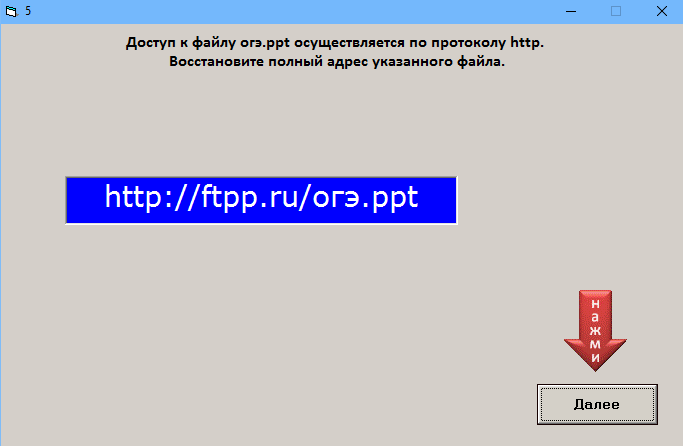 5
Доступ к файлу огэ.ppt осуществляется по протоколу http.
Восстановите полный адрес указанного файла.
http://ftpp.ru/огэ.ppt
нажми
Далее